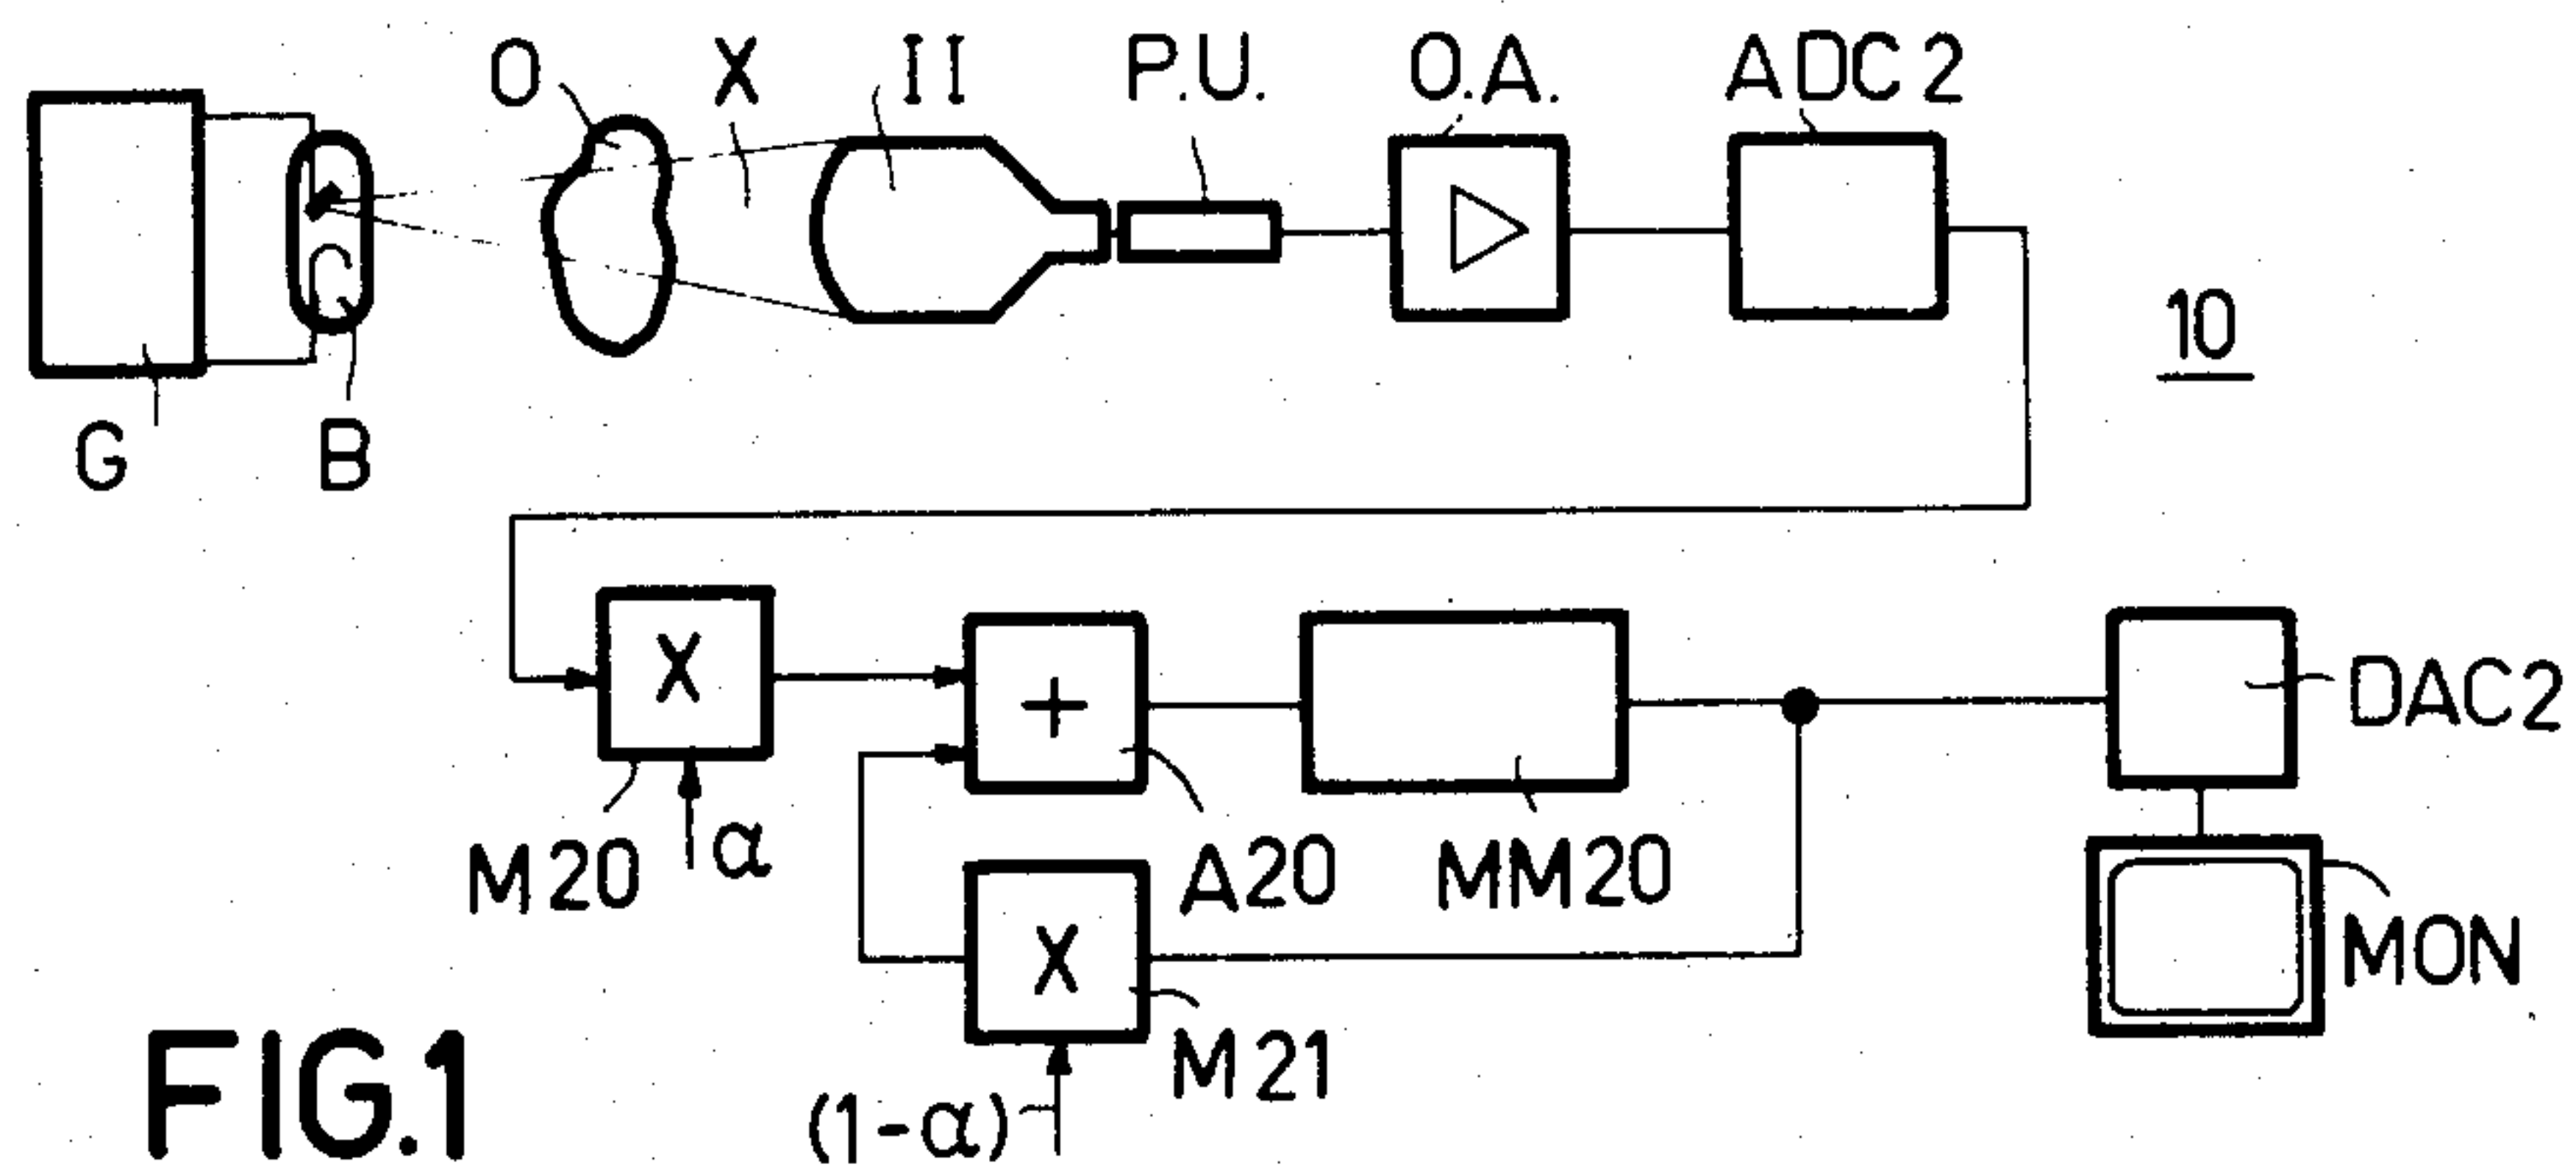 O X II P.U. O.A. ADC2
10
G B
X + DAC2
M20 α A20 MM20
X MON
M21
(1-α)
FIG.1